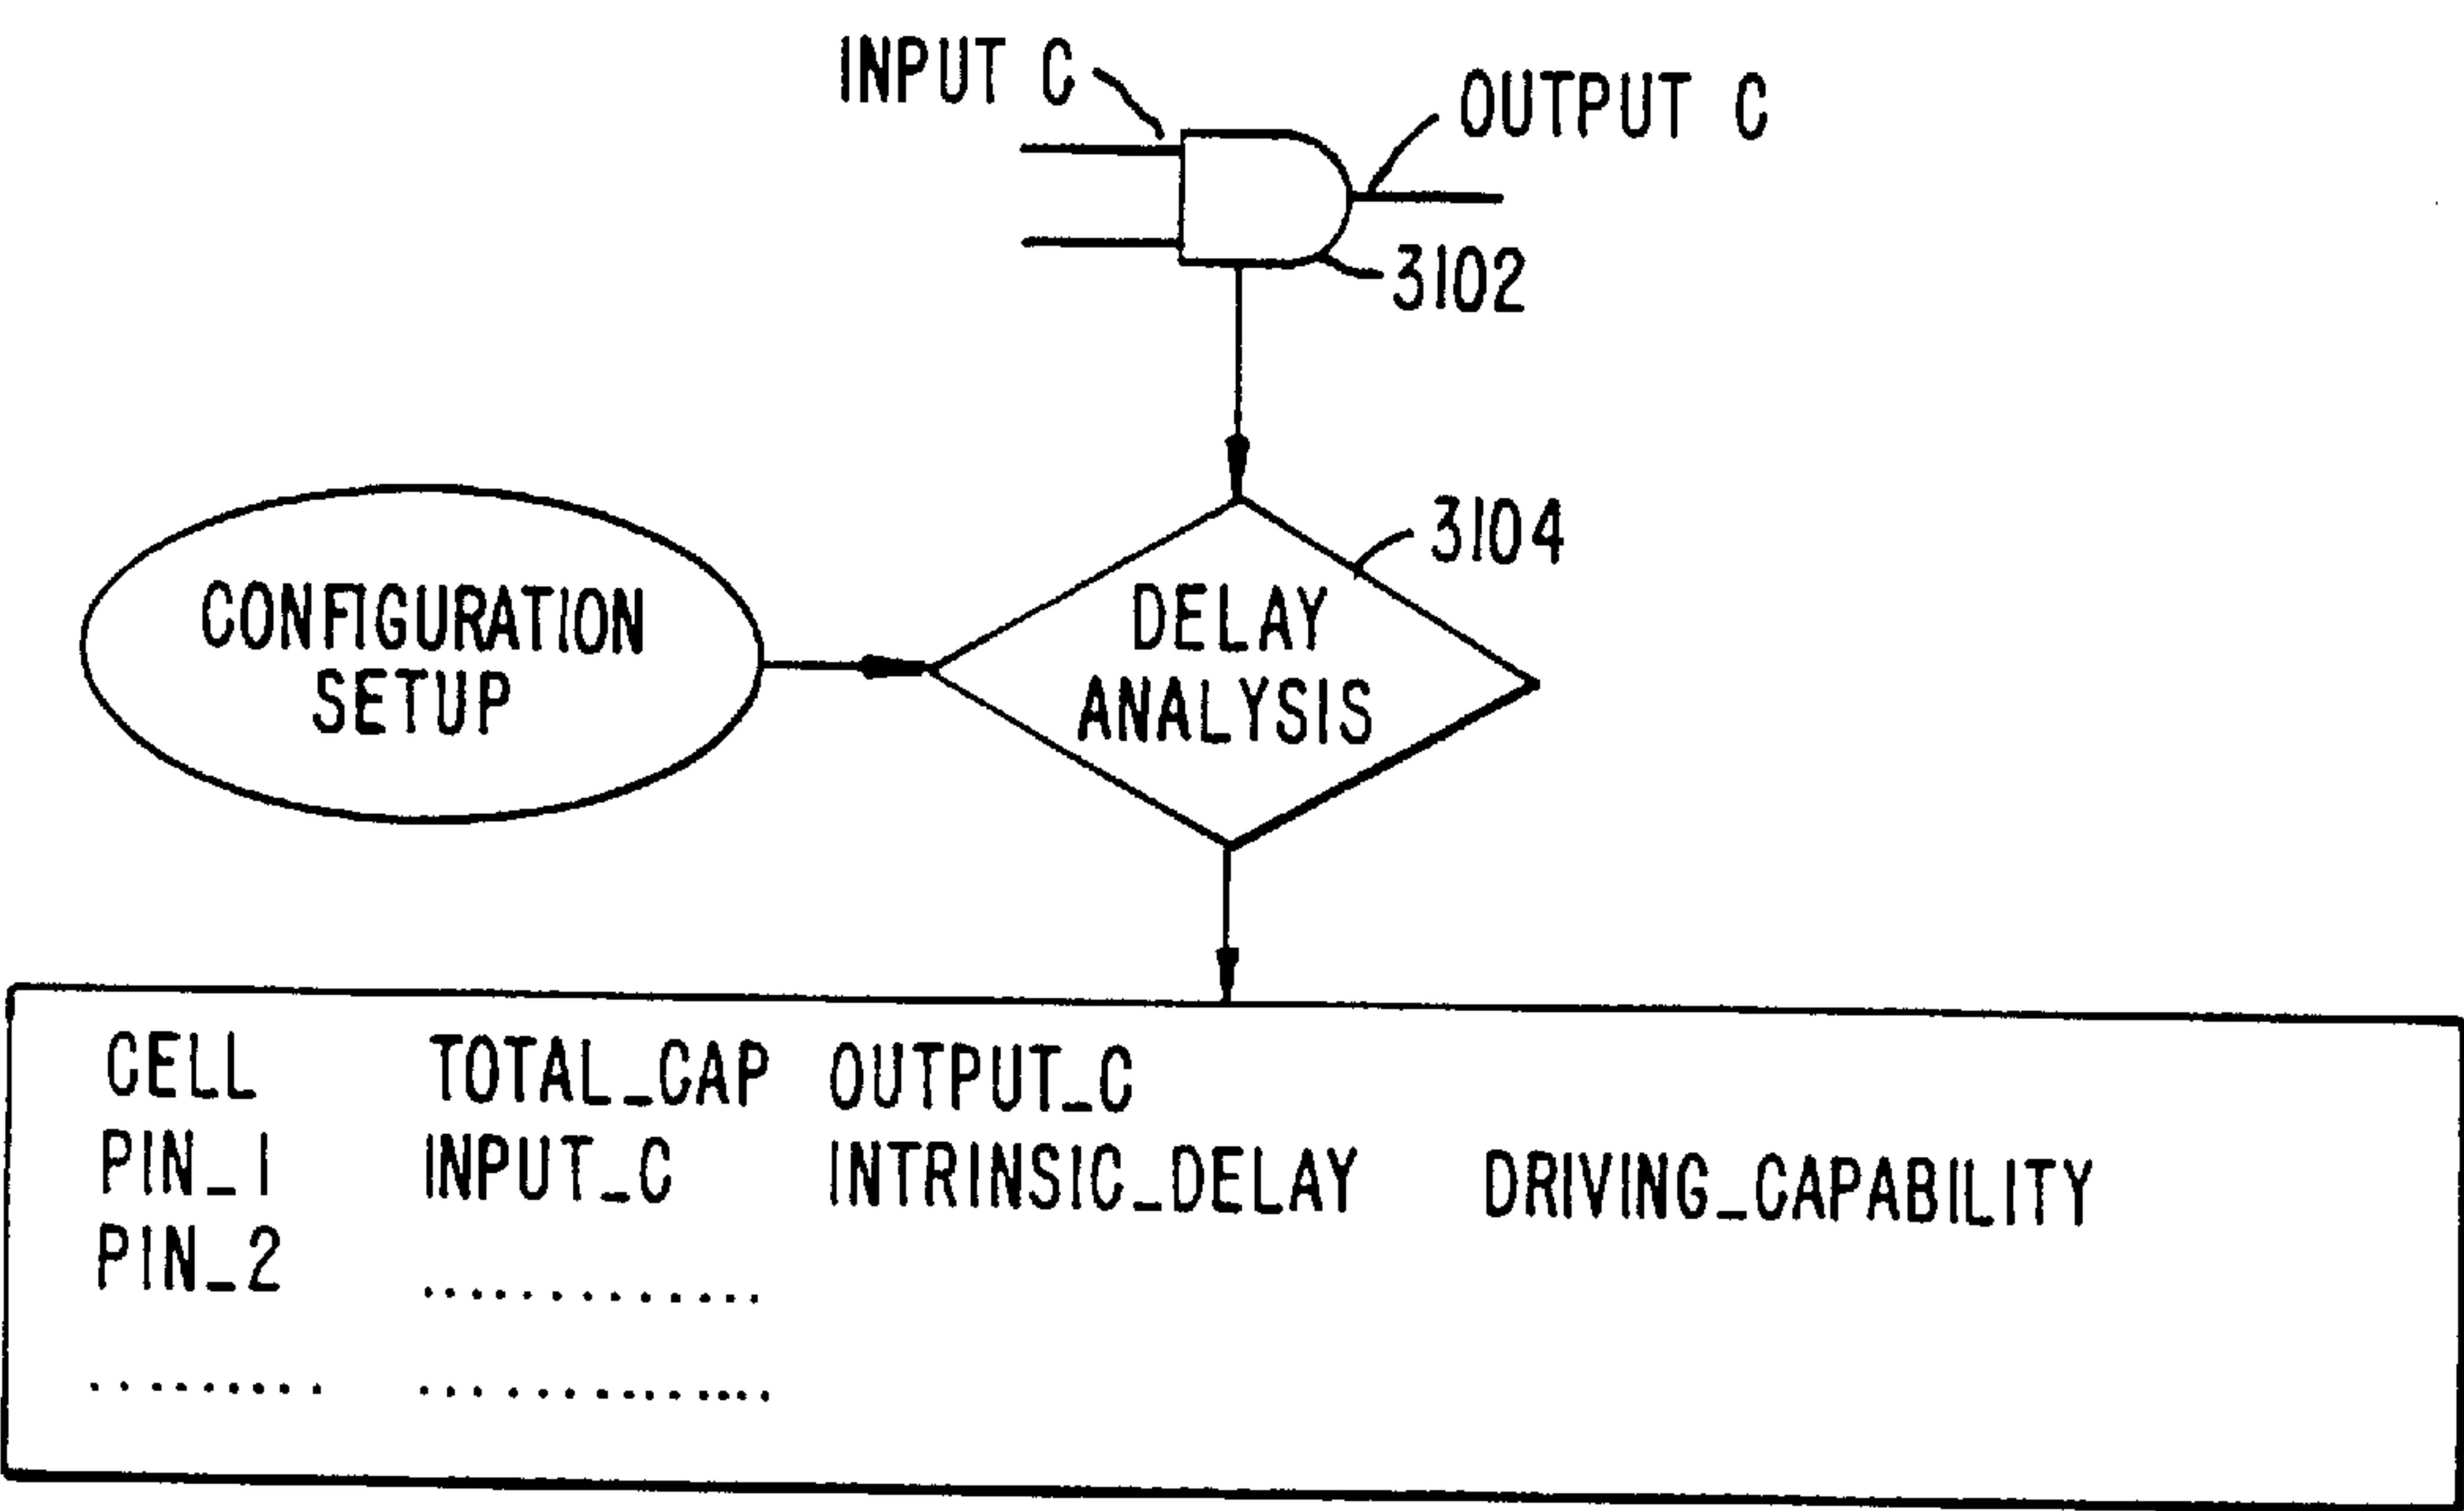 INPUT C
OUTPUT C
3102
3104
CONFIGURATION
SETUP
DELAY
ANALYSIS
CELL TOTAL_CAP OUTPUT_C
PIN_1 INPUT_C INTRINSIC_DELAY DRIVING_CAPABILITY
PIN_2 .............
......... .............